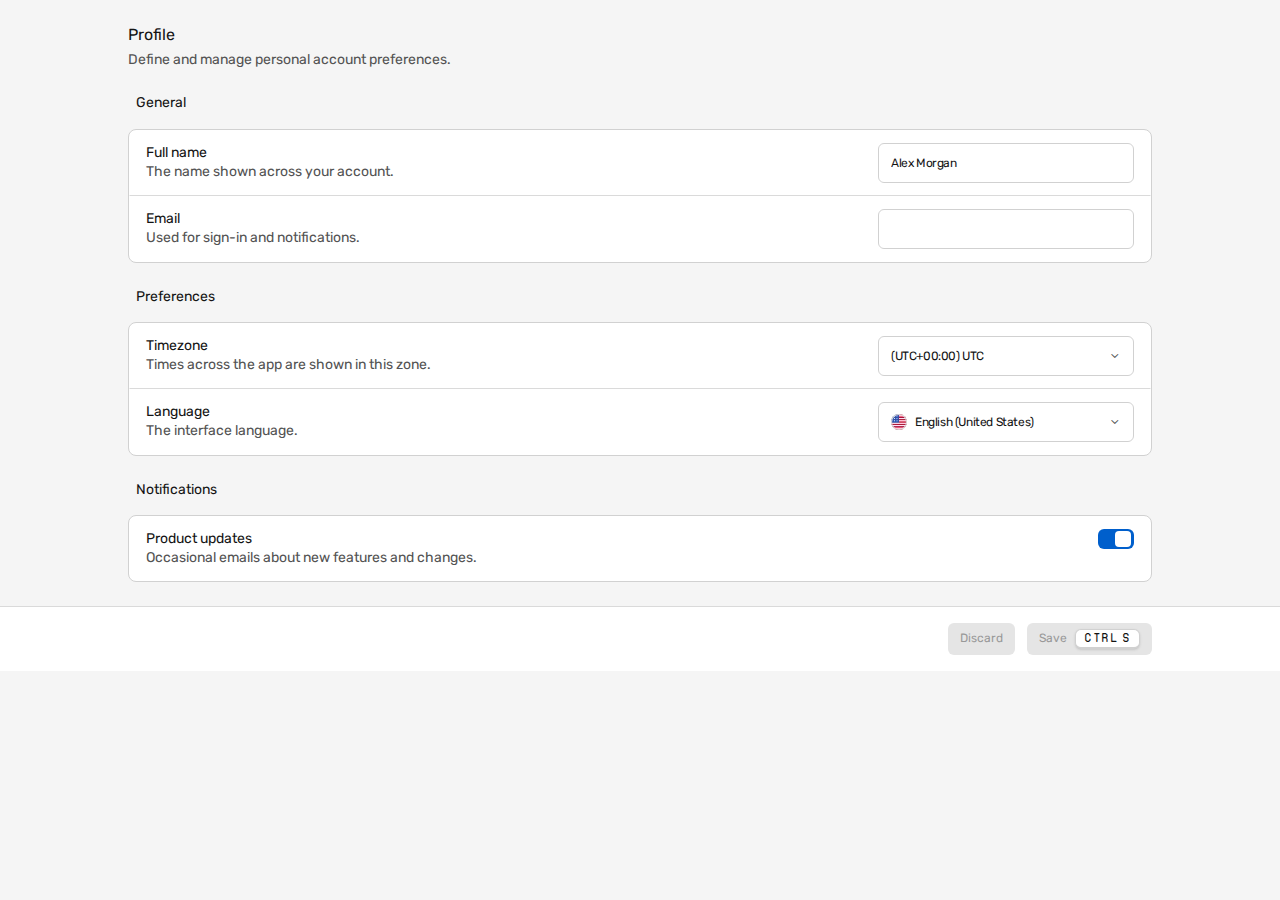 Profile
Define and manage personal account preferences.
General
Full name
The name shown across your account.
Alex Morgan
Email
Used for sign-in and notifications.
Preferences
Timezone
Times across the app are shown in this zone.
(UTC+00:00) UTC
Language
The interface language.
English (United States)
Notifications
Product updates
Occasional emails about new features and changes.
Discard
Save CTRL S